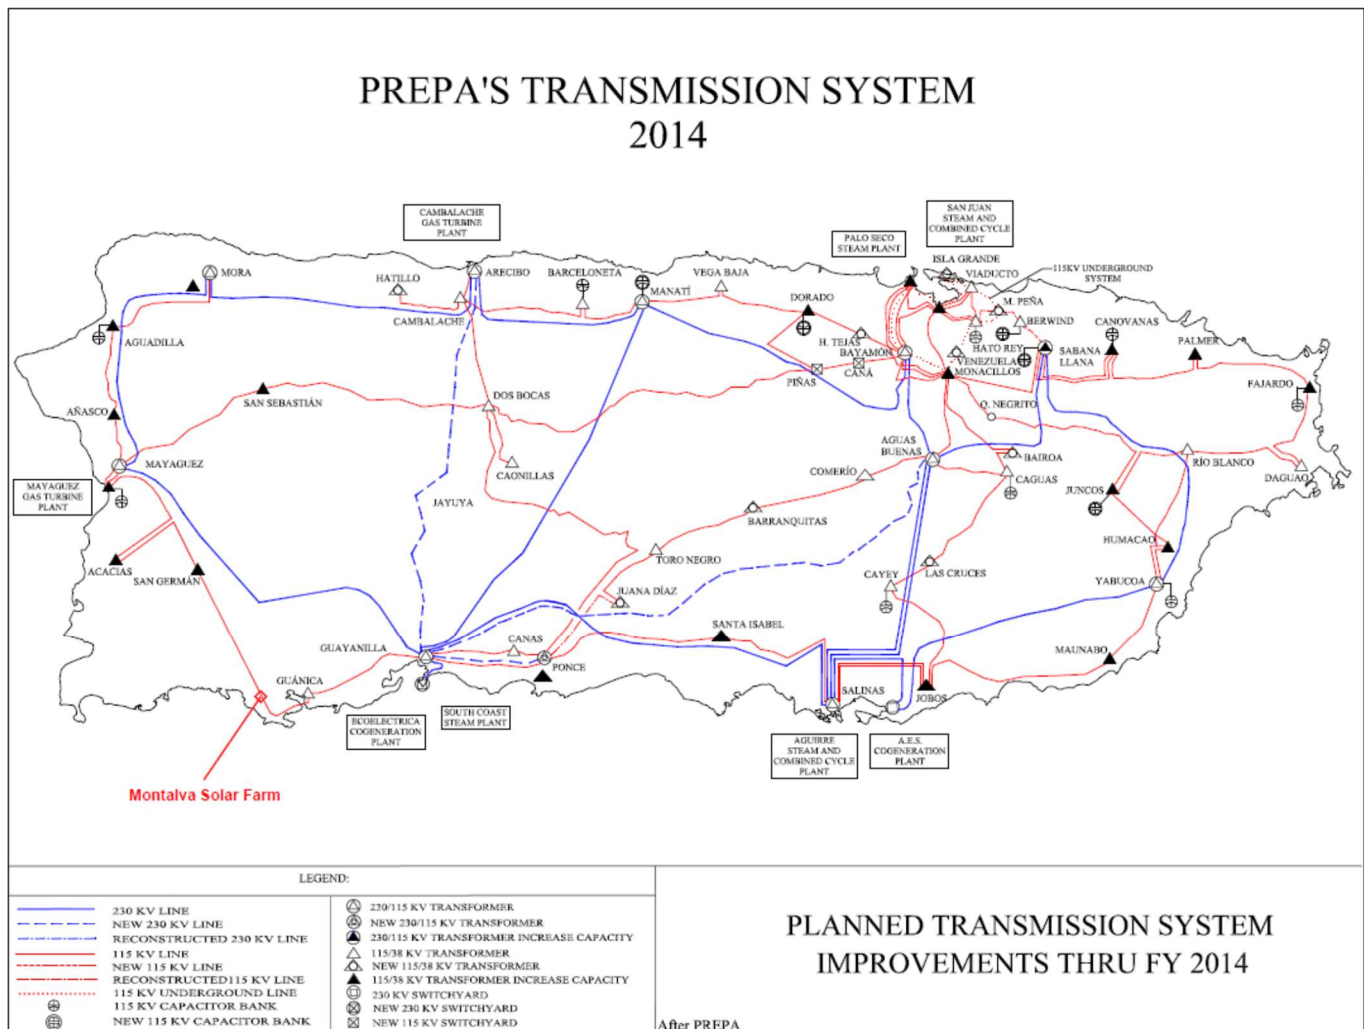 PREPA'S TRANSMISSION SYSTEM
2014
CAMBALACHE
GAS TURBINE
PLANT
SAN JUAN
STEAM AND
COMBINED CYCLE
PLANT
PALO SECO
STEAM PLANT
ISLA GRANDE
VIADUCTO
115KV UNDERGROUND
SYSTEM
MORA
HATILLO
ARECIBO
BARCELONETA
MANATÍ
VEGA BAJA
DORADO
M. PEÑA
BERWIND
CANOVANAS
PALMER
AGUADILLA
CAMBALACHE
H. TEJAS
BAYAMÓN
HATO REY
VENEZUELA
MONACILLOS
SABANA
LLANA
FAJARDO
PIÑAS
CANÁ
SAN SEBASTIÁN
DOS BOCAS
AÑASCO
Q. NEGRITO
MAYAGUEZ
CAONILLAS
COMERÍO
AGUAS
BUENAS
BAIROA
CAGUAS
RÍO BLANCO
DAGUAO
MAYAGUEZ
GAS TURBINE
PLANT
JAYUYA
BARRANQUITAS
JUNCOS
HUMACAO
ACACIAS
SAN GERMÁN
TORO NEGRO
JUANA DÍAZ
CAYEY
LAS CRUCES
YABUCOA
SANTA ISABEL
GUAYANILLA
CANAS
PONCE
MAUNABO
GUÁNICA
SALINAS
JOBOS
ECOELECTRICA
COGENERATION
PLANT
SOUTH COAST
STEAM PLANT
AGUIRRE
STEAM AND
COMBINED CYCLE
PLANT
A.E.S.
COGENERATION
PLANT
Montalva Solar Farm
LEGEND:
230 KV LINE
NEW 230 KV LINE
RECONSTRUCTED 230 KV LINE
115 KV LINE
NEW 115 KV LINE
RECONSTRUCTED115 KV LINE
115 KV UNDERGROUND LINE
115 KV CAPACITOR BANK
NEW 115 KV CAPACITOR BANK
230/115 KV TRANSFORMER
NEW 230/115 KV TRANSFORMER
230/115 KV TRANSFORMER INCREASE CAPACITY
115/38 KV TRANSFORMER
NEW 115/38 KV TRANSFORMER
115/38 KV TRANSFORMER INCREASE CAPACITY
230 KV SWITCHYARD
NEW 230 KV SWITCHYARD
NEW 115 KV SWITCHYARD
PLANNED TRANSMISSION SYSTEM
IMPROVEMENTS THRU FY 2014
After PREPA